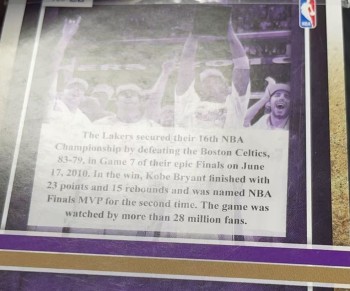 NBA
The Lakers secured their 16th NBA
Championship by defeating the Boston Celtics,
83-79, in Game 7 of their epic Finals on June
17, 2010. In the win, Kobe Bryant finished with
23 points and 15 rebounds and was named NBA
Finals MVP for the second time. The game was
watched by more than 28 million fans.